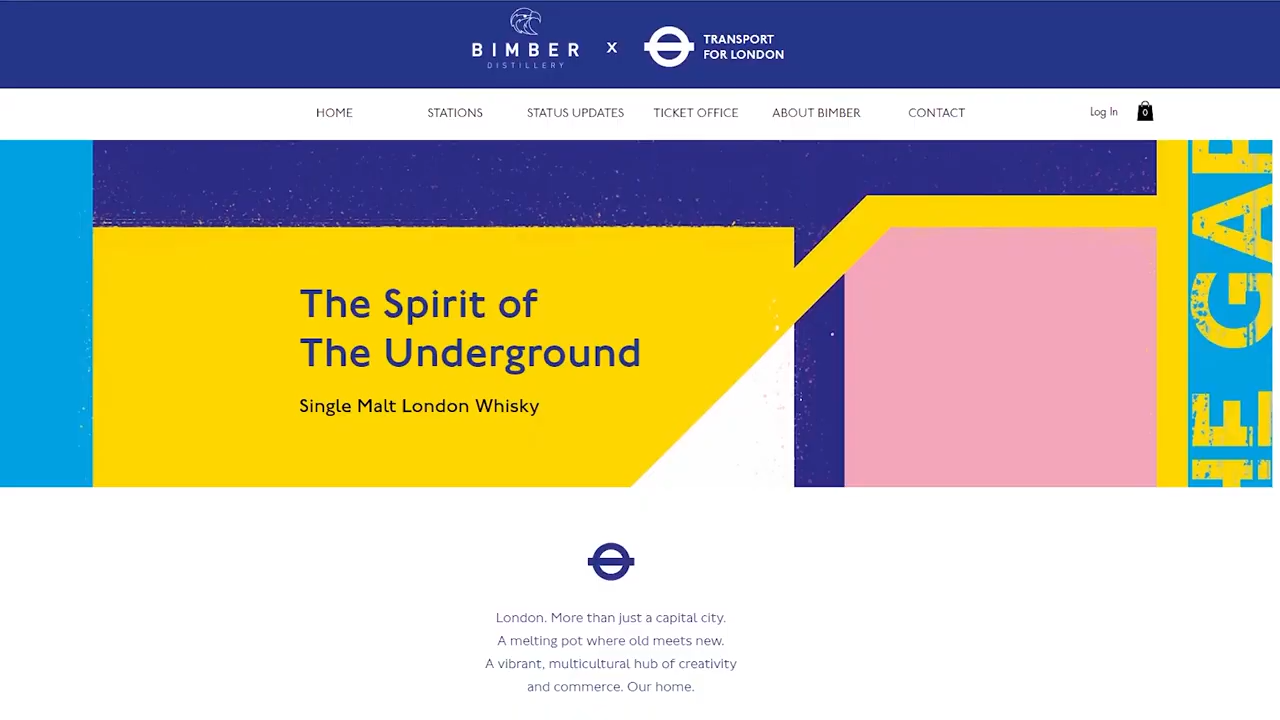 BIMBER
DISTILLERY
X
TRANSPORT
FOR LONDON
HOME
STATIONS
STATUS UPDATES
TICKET OFFICE
ABOUT BIMBER
CONTACT
Log In
0
The Spirit of
The Underground
Single Malt London Whisky
HE GAP
London. More than just a capital city.
A melting pot where old meets new.
A vibrant, multicultural hub of creativity
and commerce. Our home.